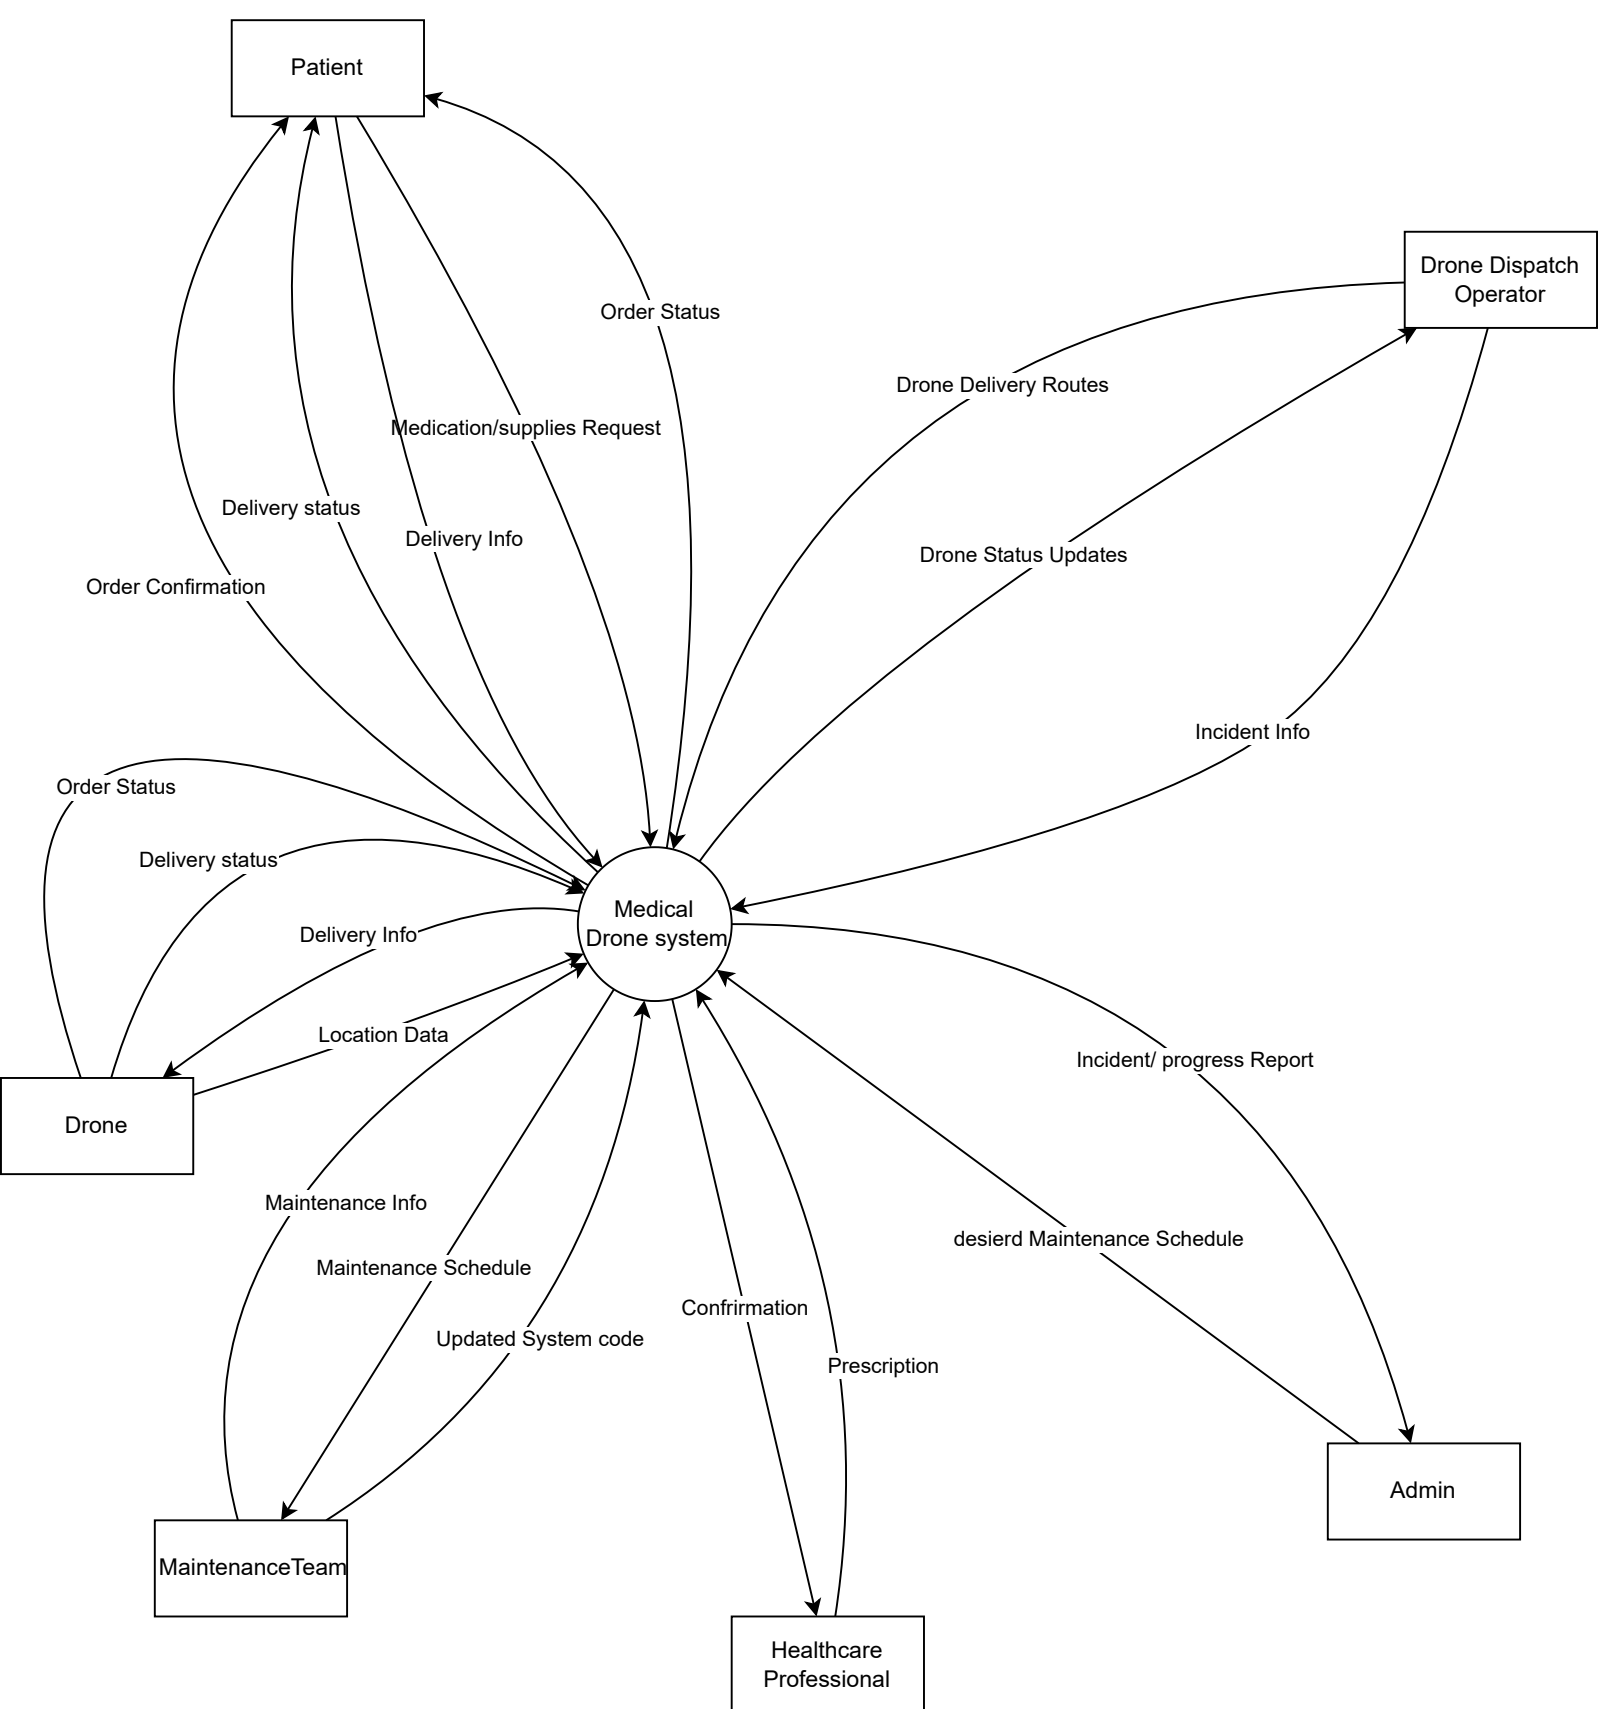 Patient
Drone Dispatch
Operator
Order Status
Drone Delivery Routes
Medication/supplies Request
Delivery status
Delivery Info
Drone Status Updates
Order Confirmation
Incident Info
Order Status
Delivery status
Medical
Drone system
Delivery Info
Location Data
Incident/ progress Report
Drone
Maintenance Info
desierd Maintenance Schedule
Maintenance Schedule
Confrirmation
Updated System code
Prescription
Admin
MaintenanceTeam
Healthcare
Professional